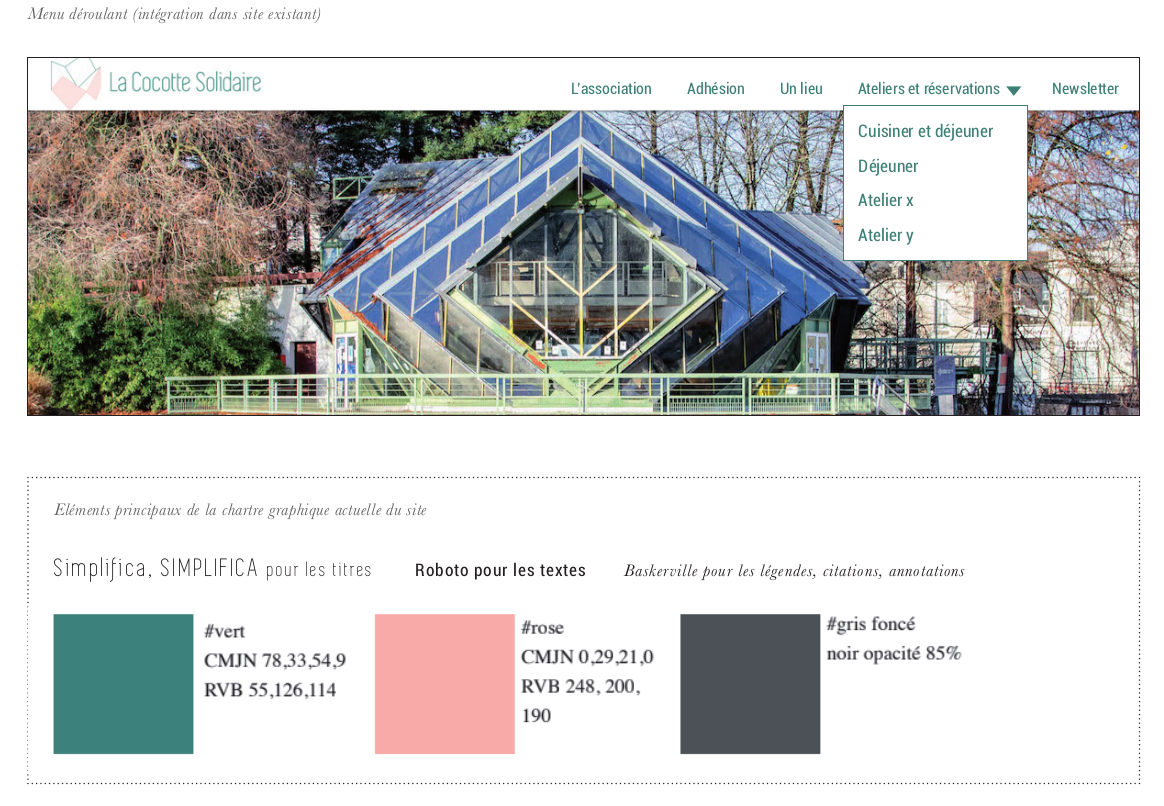 Menu déroulant (intégration dans site existant)
La Cocotte Solidaire
L'association Adhésion Un lieu Ateliers et réservations Newsletter
Cuisiner et déjeuner
Déjeuner
Atelier x
Atelier y
Eléments principaux de la chartre graphique actuelle du site
Simplifica, SIMPLIFICA pour les titres Roboto pour les textes Baskerville pour les légendes, citations, annotations
#vert
CMJN 78,33,54,9
RVB 55,126,114
#rose
CMJN 0,29,21,0
RVB 248, 200,
190
#gris foncé
noir opacité 85%